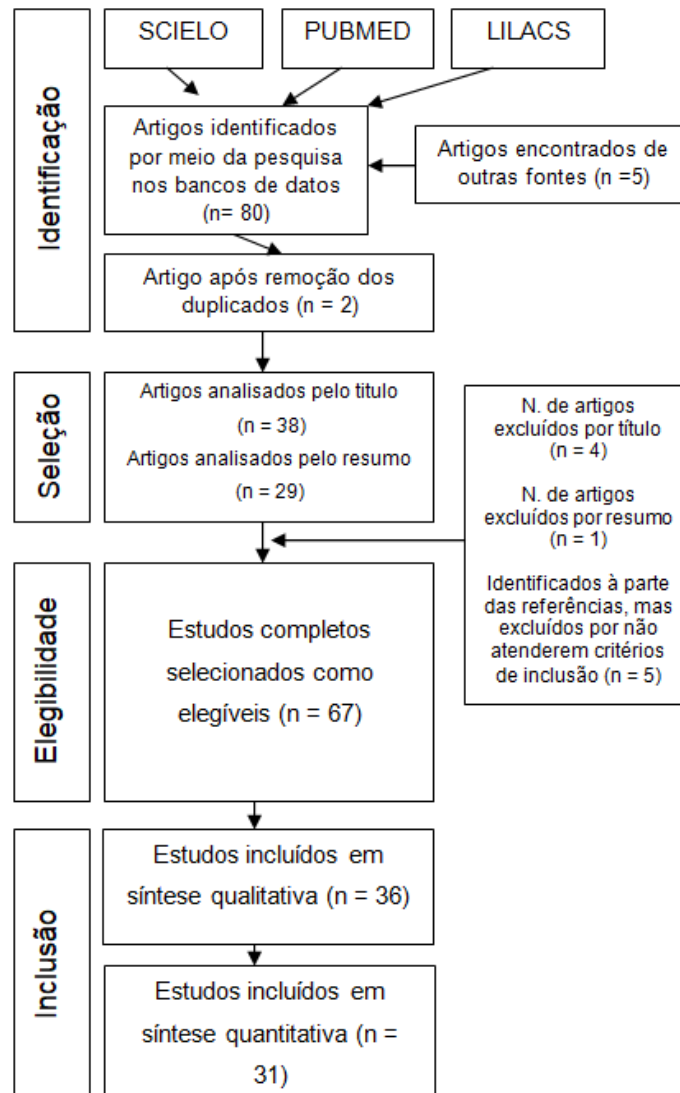 SCIELO
PUBMED
LILACS
Identificação
Artigos identificados
por meio da pesquisa
nos bancos de datos
(n= 80)
Artigos encontrados de
outras fontes (n =5)
Artigo após remoção dos
duplicados (n = 2)
Seleção
Artigos analisados pelo titulo
(n = 38)
Artigos analisados pelo resumo
(n = 29)
N. de artigos
excluídos por título
(n = 4)
N. de artigos
excluídos por resumo
(n = 1)
Identificados à parte
das referências, mas
excluídos por não
atenderem critérios
de inclusão (n = 5)
Elegibilidade
Estudos completos
selecionados como
elegíveis (n = 67)
Inclusão
Estudos incluídos em
síntese qualitativa (n = 36)
Estudos incluídos em
síntese quantitativa (n =
31)